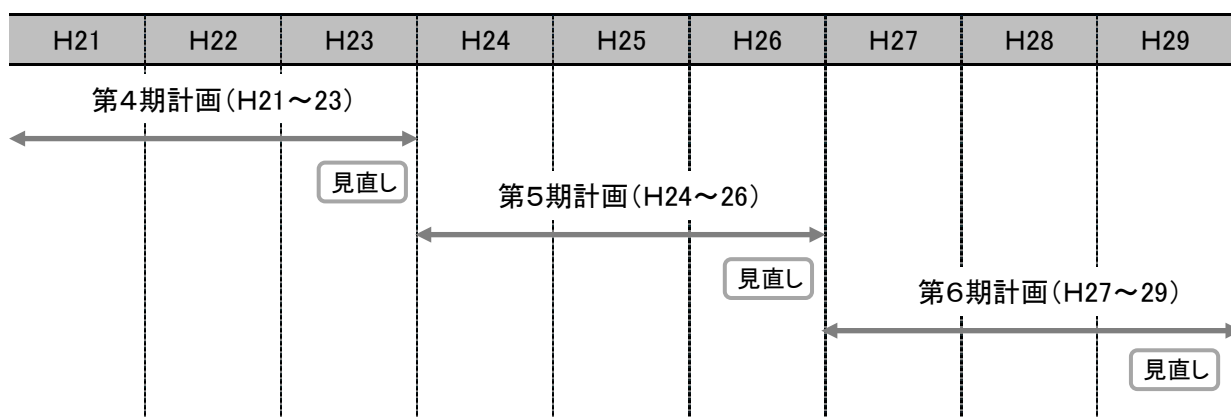 H21 H22 H23 H24 H25 H26 H27 H28 H29
第4期計画(H21～23)
見直し
第5期計画(H24～26)
見直し
第6期計画(H27～29)
見直し